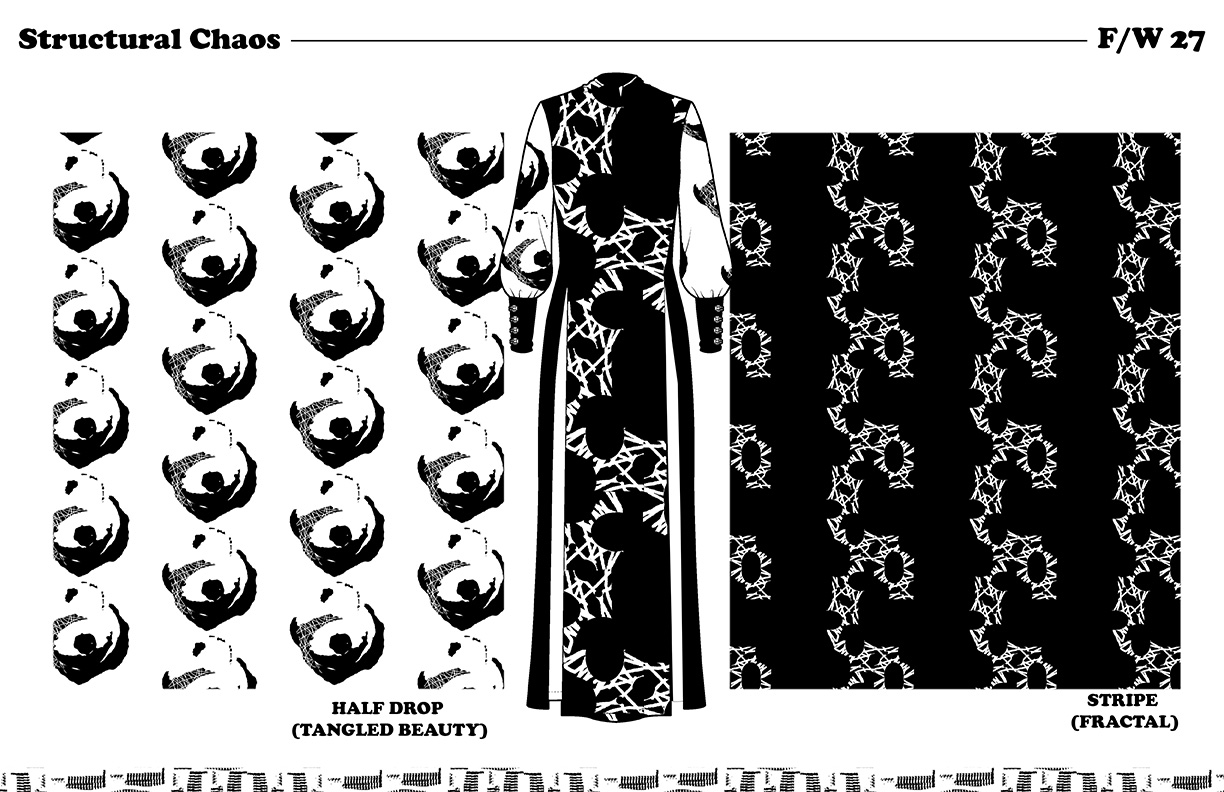 Structural Chaos
F/W 27
HALF DROP
(TANGLED BEAUTY)
STRIPE
(FRACTAL)